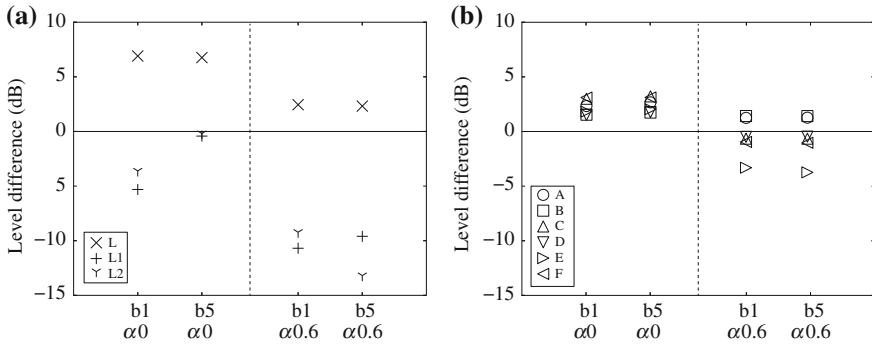 (a)
Level difference (dB)
10
5
0
5
−10
−15
L
L1
L2
b1 b5 b1 b5
α0 α0 α0.6 α0.6
(b)
Level difference (dB)
10
5
0
5
−10
−15
A
B
C
D
E
F
b1 b5 b1 b5
α0 α0 α0.6 α0.6